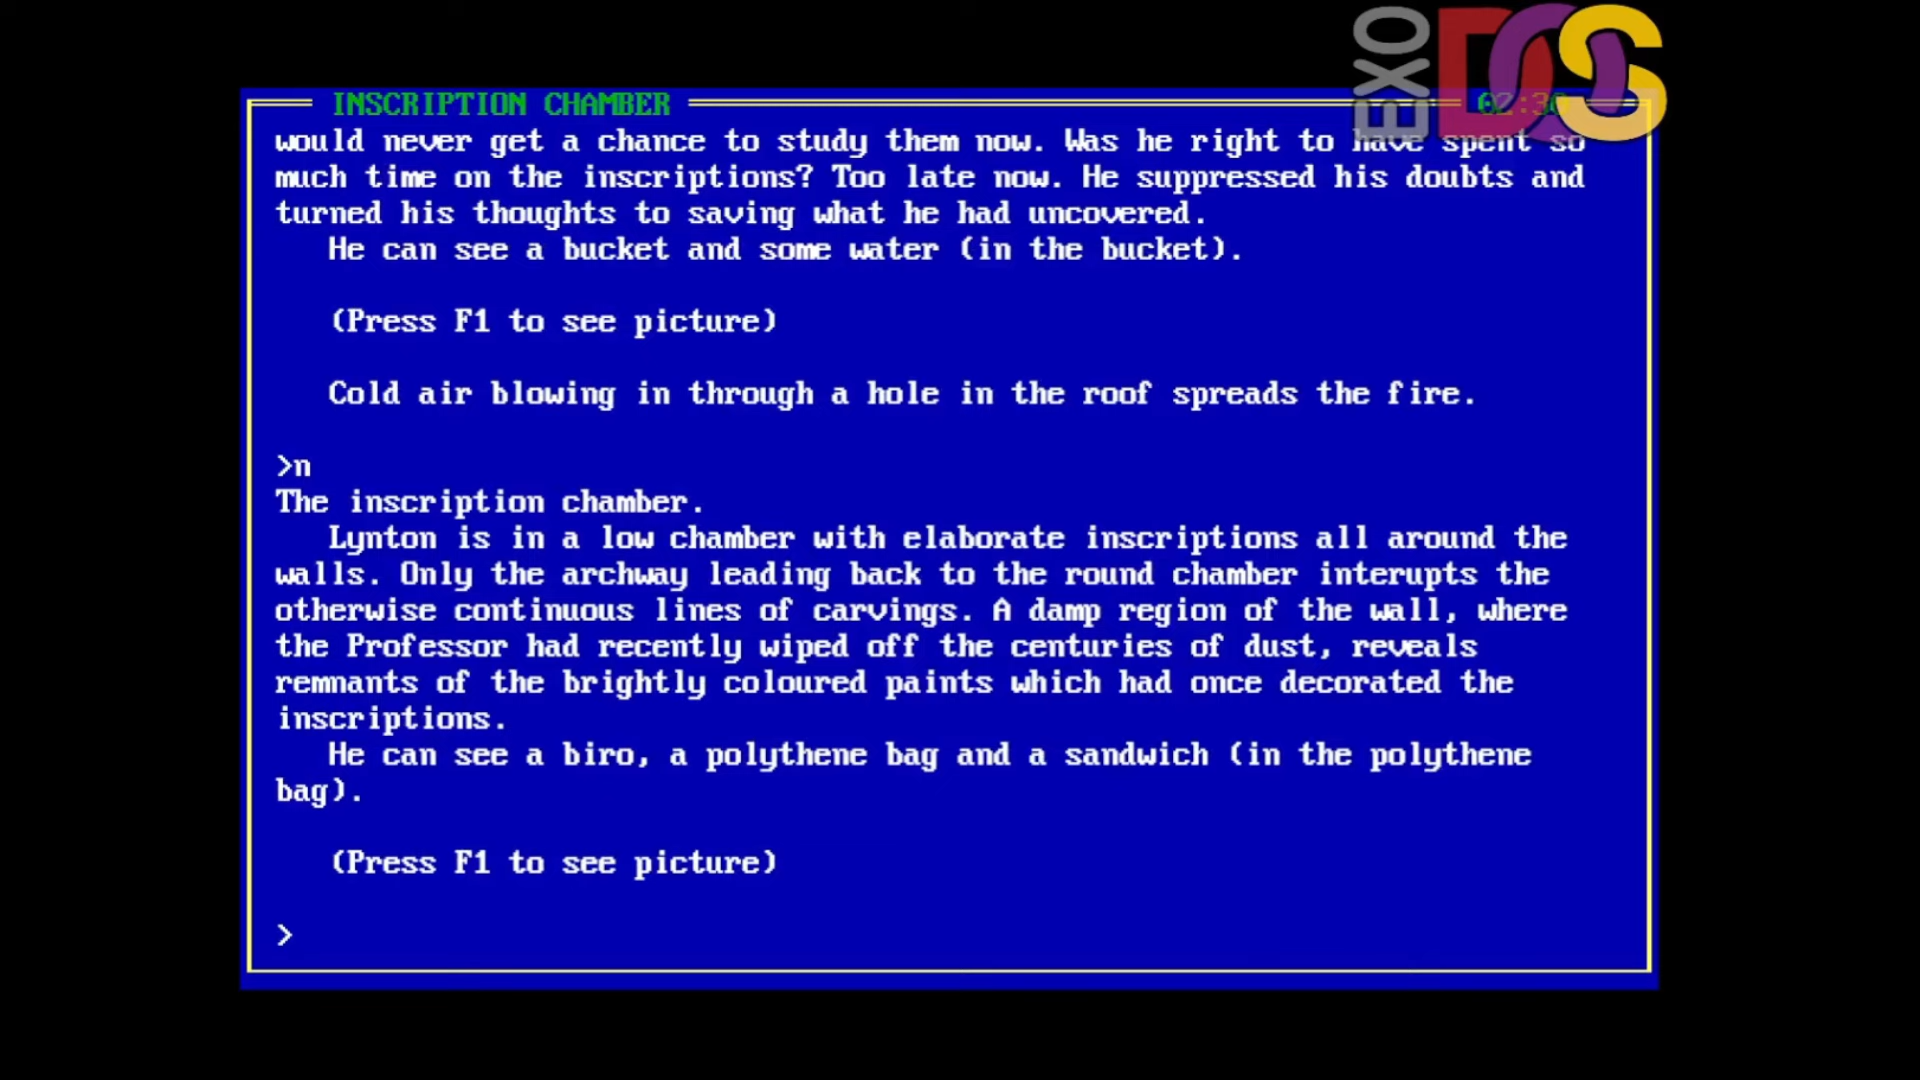 EXO DOS
INSCRIPTION CHAMBER
would never get a chance to study them now. Was he right to have spent so
much time on the inscriptions? Too late now. He suppressed his doubts and
turned his thoughts to saving what he had uncovered.
He can see a bucket and some water (in the bucket).
(Press F1 to see picture)
Cold air blowing in through a hole in the roof spreads the fire.
>n
The inscription chamber.
Lynton is in a low chamber with elaborate inscriptions all around the
walls. Only the archway leading back to the round chamber interupts the
otherwise continuous lines of carvings. A damp region of the wall, where
the Professor had recently wiped off the centuries of dust, reveals
remnants of the brightly coloured paints which had once decorated the
inscriptions.
He can see a biro, a polythene bag and a sandwich (in the polythene
bag).
(Press F1 to see picture)
>